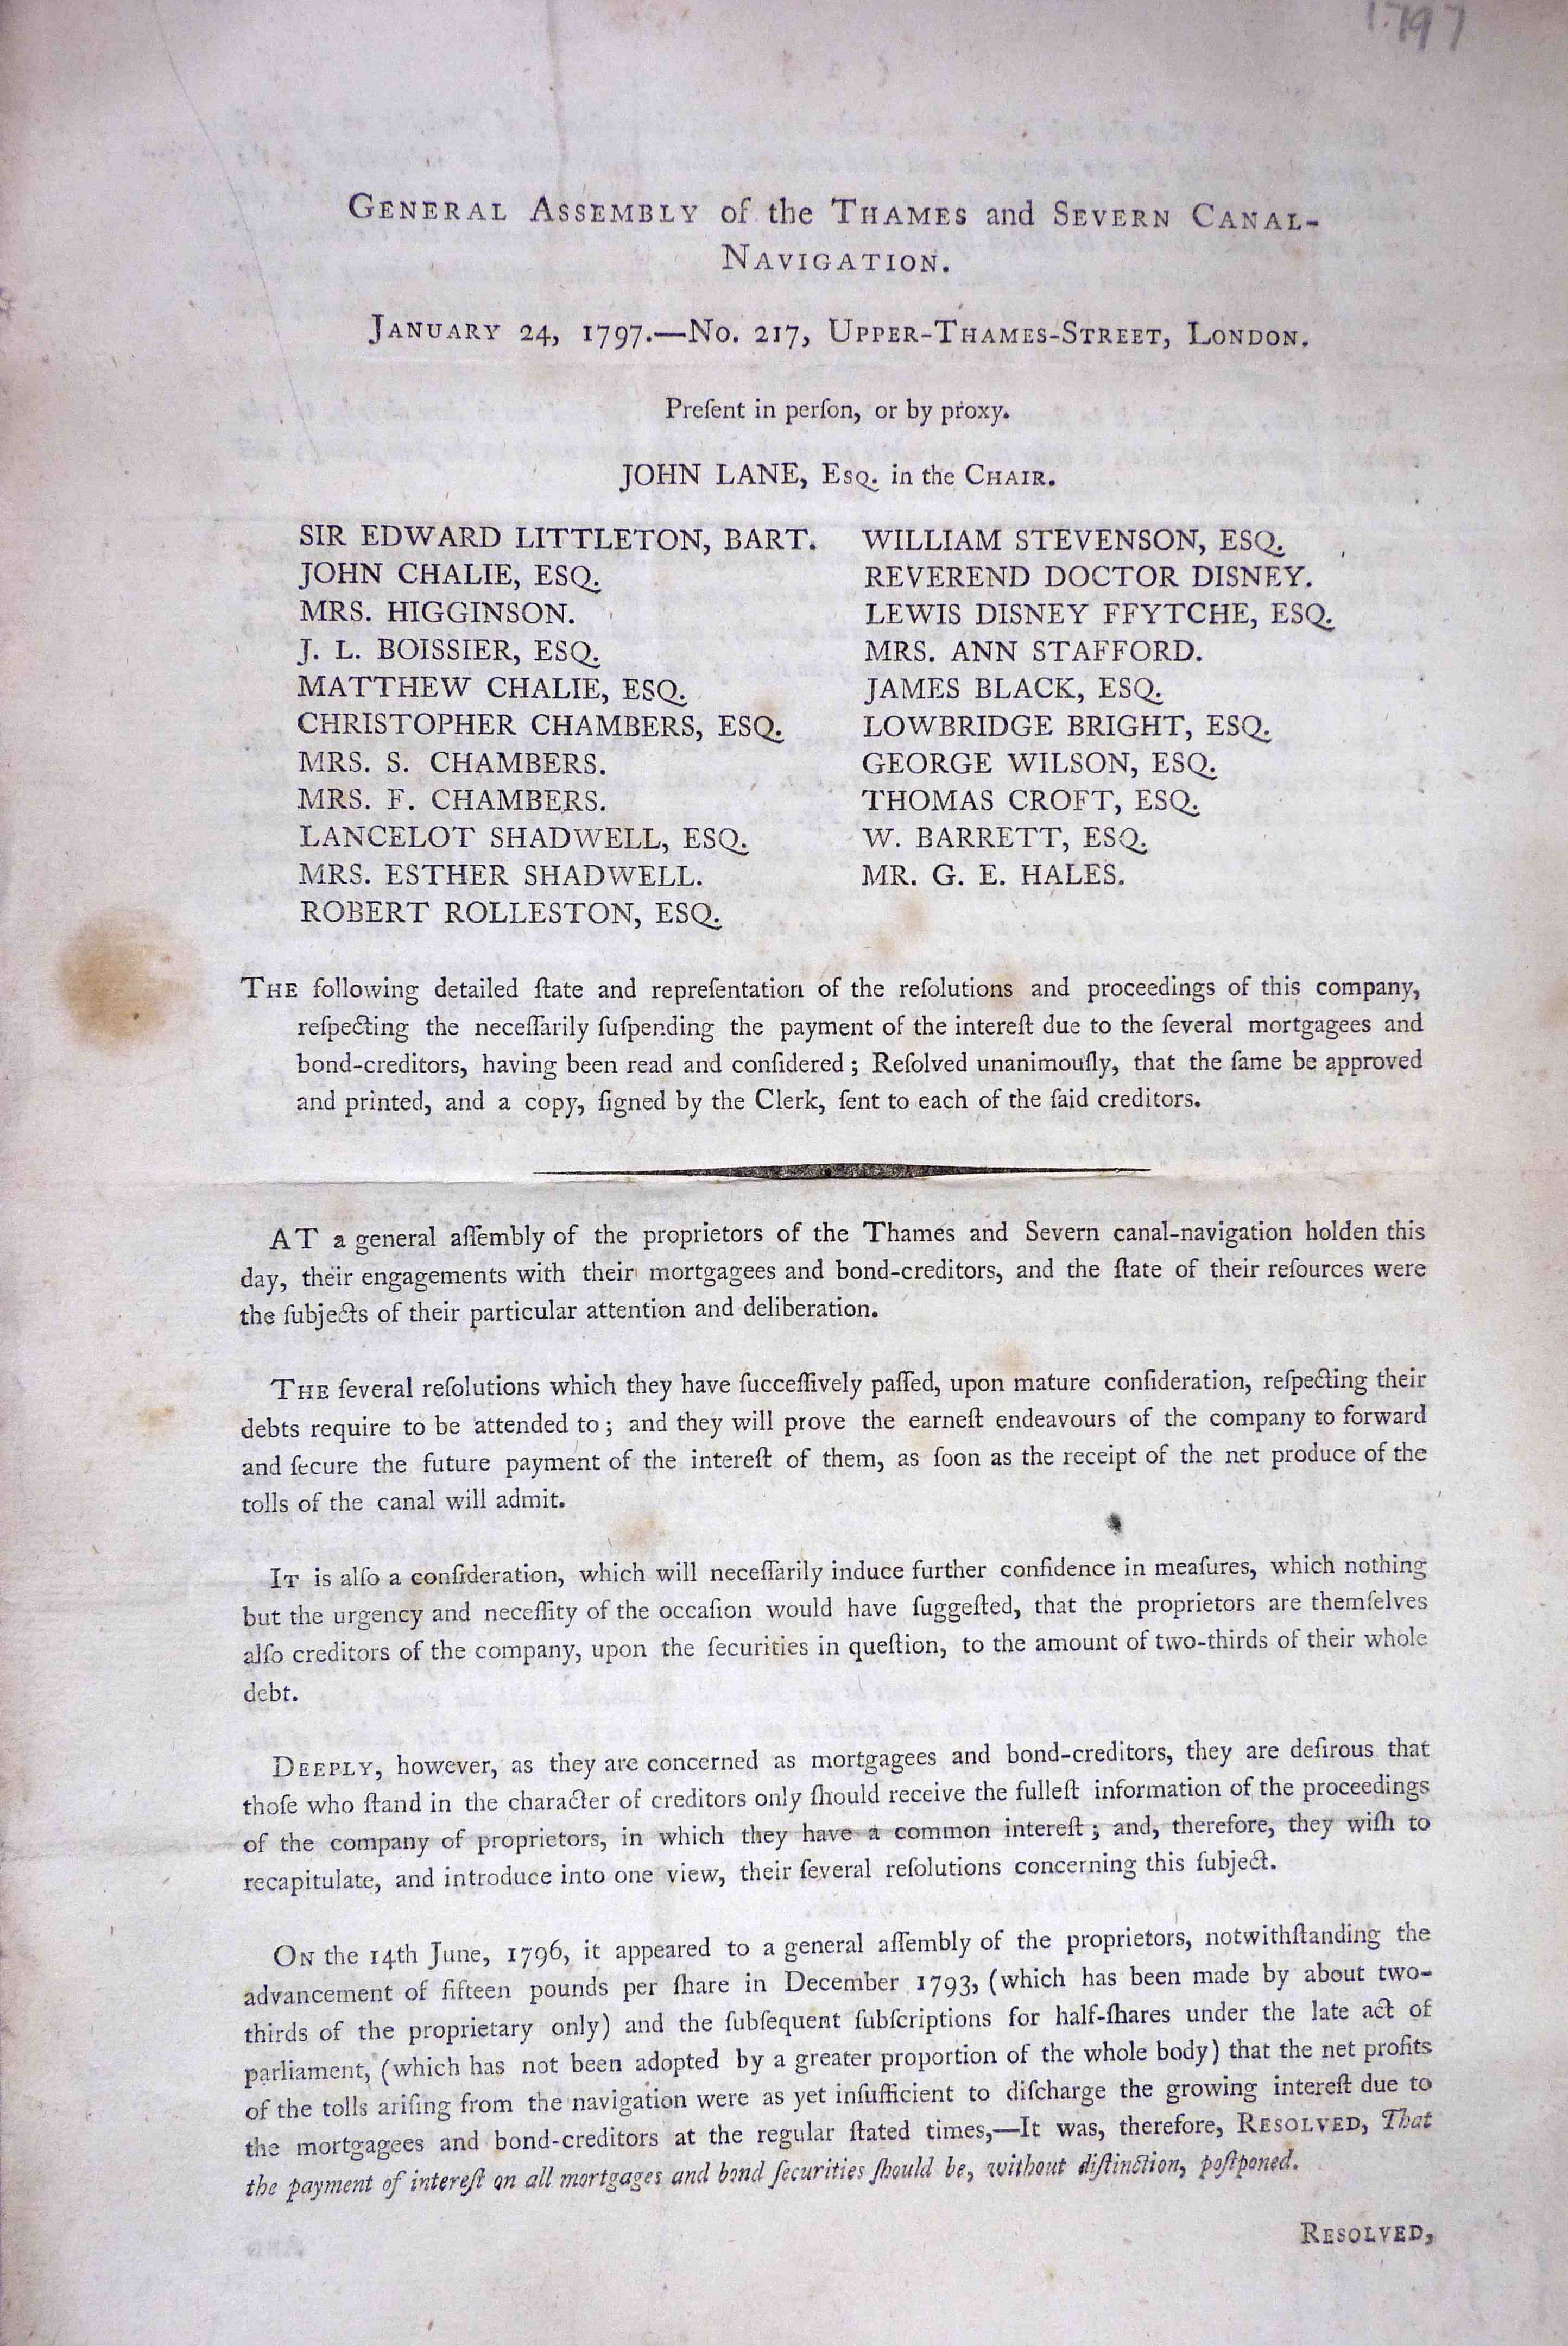 1797
GENERAL ASSEMBLY of the THAMES and SEVERN CANAL-
NAVIGATION.
JANUARY 24, 1797.—No. 217, UPPER-THAMES-STREET, LONDON.
Preſent in perſon, or by proxy.
JOHN LANE, ESQ. in the CHAIR.
SIR EDWARD LITTLETON, BART.
JOHN CHALIE, ESQ.
MRS. HIGGINSON.
J. L. BOISSIER, ESQ.
MATTHEW CHALIE, ESQ.
CHRISTOPHER CHAMBERS, ESQ.
MRS. S. CHAMBERS.
MRS. F. CHAMBERS.
LANCELOT SHADWELL, ESQ.
MRS. ESTHER SHADWELL.
ROBERT ROLLESTON, ESQ.
WILLIAM STEVENSON, ESQ.
REVEREND DOCTOR DISNEY.
LEWIS DISNEY FFYTCHE, ESQ.
MRS. ANN STAFFORD.
JAMES BLACK, ESQ.
LOWBRIDGE BRIGHT, ESQ.
GEORGE WILSON, ESQ.
THOMAS CROFT, ESQ.
W. BARRETT, ESQ.
MR. G. E. HALES.
THE following detailed ſtate and repreſentation of the reſolutions and proceedings of this company,
reſpecting the neceſſarily ſuſpending the payment of the intereſt due to the ſeveral mortgagees and
bond-creditors, having been read and conſidered; Reſolved unanimouſly, that the ſame be approved
and printed, and a copy, ſigned by the Clerk, ſent to each of the ſaid creditors.
AT a general aſſembly of the proprietors of the Thames and Severn canal-navigation holden this
day, their engagements with their mortgagees and bond-creditors, and the ſtate of their reſources were
the ſubjects of their particular attention and deliberation.
THE ſeveral reſolutions which they have ſucceſſively paſſed, upon mature conſideration, reſpecting their
debts require to be attended to; and they will prove the earneſt endeavours of the company to forward
and ſecure the future payment of the intereſt of them, as ſoon as the receipt of the net produce of the
tolls of the canal will admit.
IT is alſo a conſideration, which will neceſſarily induce further confidence in meaſures, which nothing
but the urgency and neceſſity of the occaſion would have ſuggeſted, that the proprietors are themſelves
alſo creditors of the company, upon the ſecurities in queſtion, to the amount of two-thirds of their whole
debt.
DEEPLY, however, as they are concerned as mortgagees and bond-creditors, they are deſirous that
thoſe who ſtand in the character of creditors only ſhould receive the fulleſt information of the proceedings
of the company of proprietors, in which they have a common intereſt; and, therefore, they wiſh to
recapitulate, and introduce into one view, their ſeveral reſolutions concerning this ſubject.
ON the 14th June, 1796, it appeared to a general aſſembly of the proprietors, notwithſtanding the
advancement of fifteen pounds per ſhare in December 1793, (which has been made by about two-
thirds of the proprietary only) and the ſubſequent ſubſcriptions for half-ſhares under the late act of
parliament, (which has not been adopted by a greater proportion of the whole body) that the net profits
of the tolls ariſing from the navigation were as yet inſufficient to diſcharge the growing intereſt due to
the mortgagees and bond-creditors at the regular ſtated times,—It was, therefore, RESOLVED, That
the payment of intereſt on all mortgages and bond ſecurities ſhould be, without diſtinction, poſtponed.
RESOLVED,